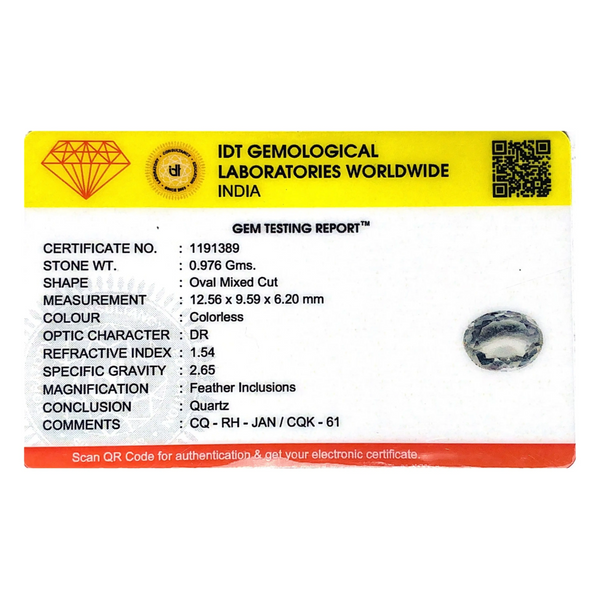 IDT GEMOLOGICAL
LABORATORIES WORLDWIDE
INDIA
GEM TESTING REPORT™
CERTIFICATE NO. : 1191389
STONE WT. : 0.976 Gms.
SHAPE : Oval Mixed Cut
MEASUREMENT : 12.56 x 9.59 x 6.20 mm
COLOUR : Colorless
OPTIC CHARACTER : DR
REFRACTIVE INDEX : 1.54
SPECIFIC GRAVITY : 2.65
MAGNIFICATION : Feather Inclusions
CONCLUSION : Quartz
COMMENTS : CQ - RH - JAN / CQK - 61
Scan QR Code for authentication & get your electronic certificate.